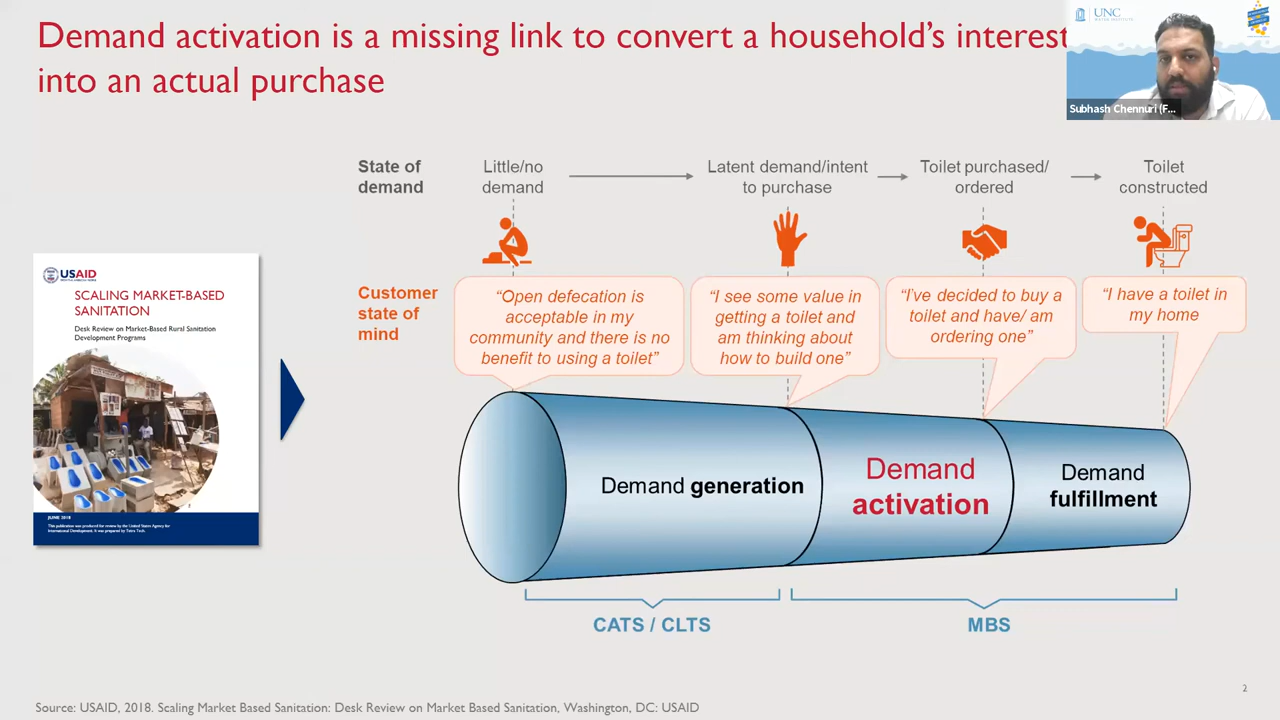 Demand activation is a missing link to convert a household's interest
into an actual purchase
UNC
Subhash Chennuri (F...
State of
demand
Little/no
demand
Latent demand/intent
to purchase
Toilet purchased/
ordered
Toilet
constructed
Customer
state of
mind
“Open defecation is
acceptable in my
community and there is no
benefit to using a toilet”
“I see some value in
getting a toilet and
am thinking about
how to build one”
“I've decided to buy a
toilet and have/ am
ordering one”
“I have a toilet in
my home
USAID
SCALING MARKET-BASED
SANITATION
Desk Review on Market-Based Rural Sanitation
Development Programs
JUNE 2018
This publication was produced for review by the United States Agency for
International Development. It was prepared by Tetra Tech.
Demand generation
Demand
activation
Demand
fulfillment
CATS / CLTS
MBS
2
Source: USAID, 2018. Scaling Market Based Sanitation: Desk Review on Market Based Sanitation, Washington, DC: USAID